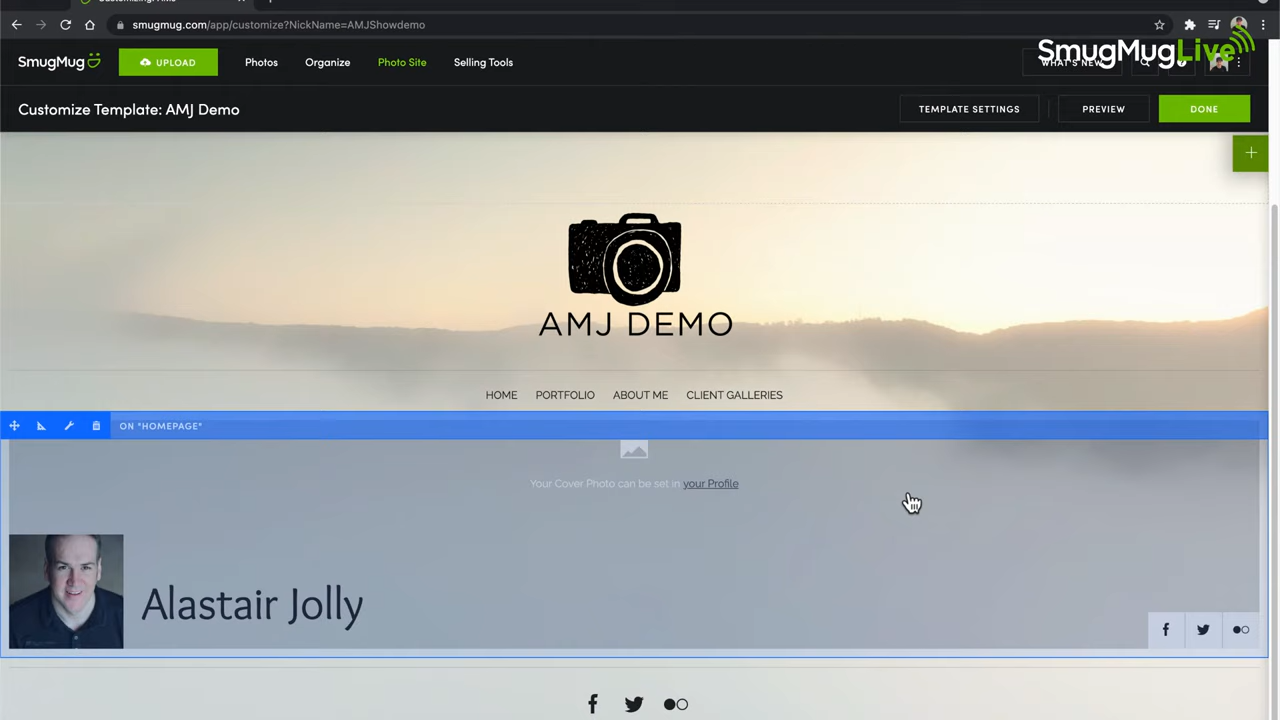 smugmug.com/app/customize?NickName=AMJShowdemo
SmugMug
UPLOAD
Photos
Organize
Photo Site
Selling Tools
WHAT'S NEW
SmugMugLive
Customize Template: AMJ Demo
TEMPLATE SETTINGS
PREVIEW
DONE
AMJ DEMO
HOME
PORTFOLIO
ABOUT ME
CLIENT GALLERIES
ON "HOMEPAGE"
Your Cover Photo can be set in your Profile
Alastair Jolly